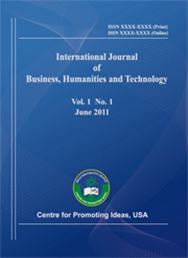 ISSN XXXX-XXXX (Print)
ISSN XXXX-XXXX (Online)
International Journal
of
Business, Humanities and Technology
Vol. 1 No. 1
June 2011
Centre for Promoting Ideas, USA